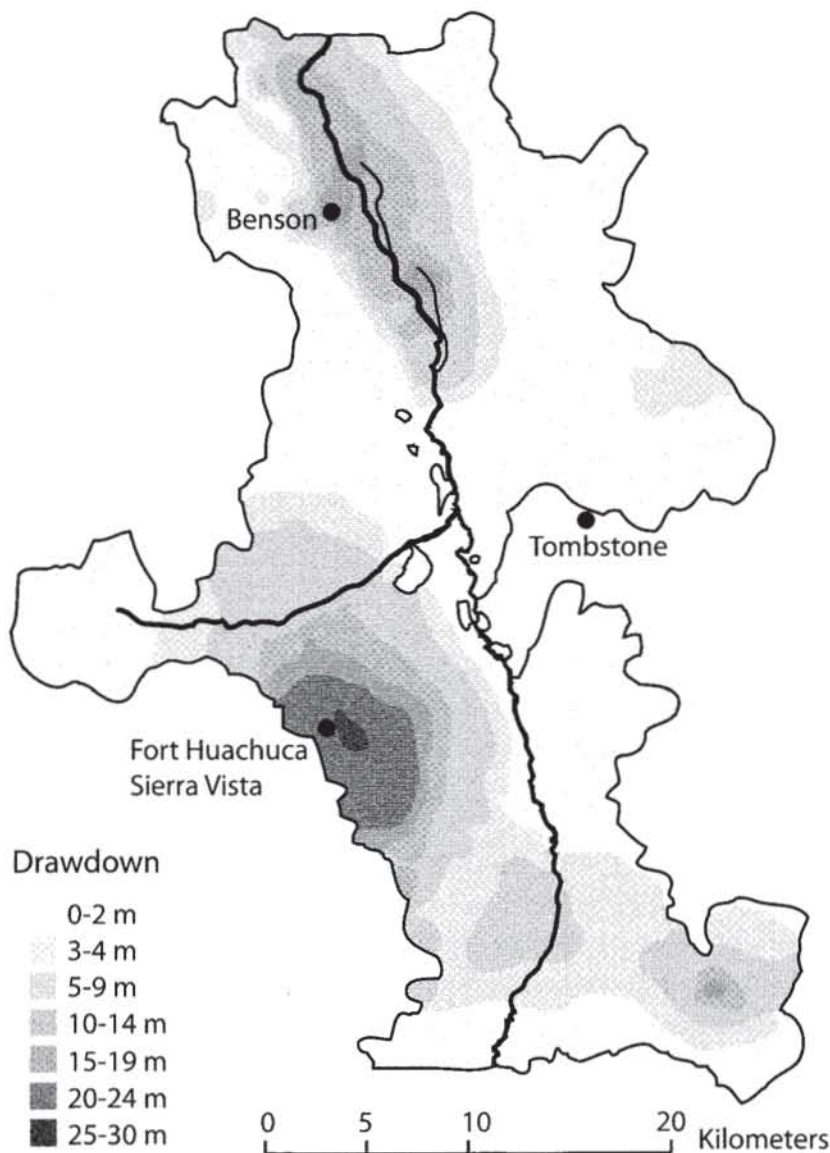 Benson
Tombstone
Fort Huachuca
Sierra Vista
Drawdown
0-2 m
3-4 m
5-9 m
10-14 m
15-19 m
20-24 m
25-30 m
0 5 10 20 Kilometers